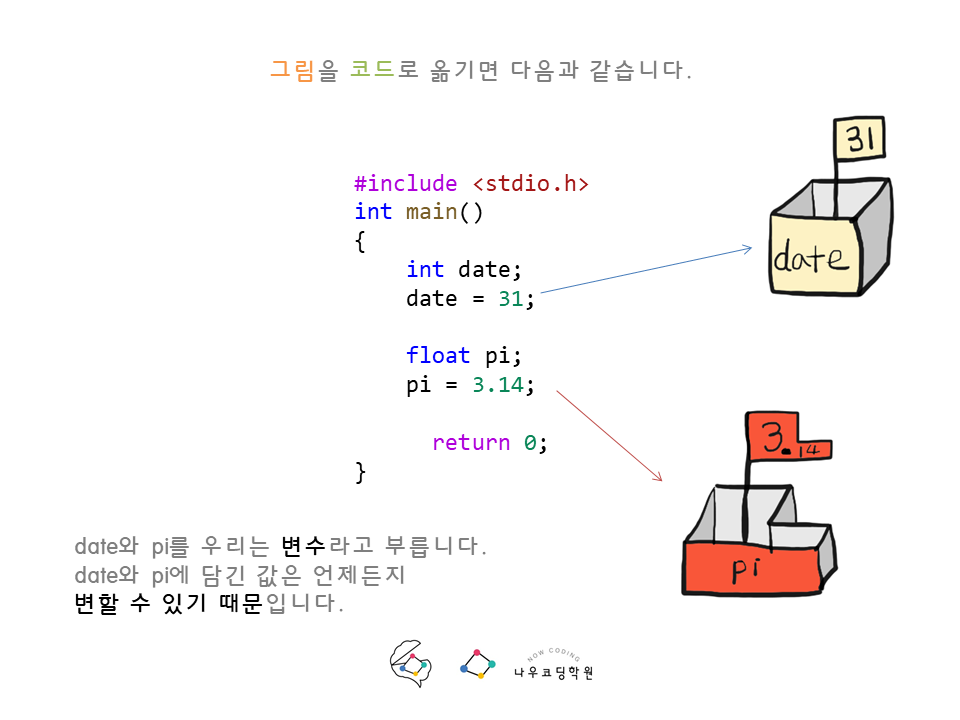 그림을 코드로 옮기면 다음과 같습니다.
31
date
#include <stdio.h>
int main()
{
    int date;
    date = 31;
    float pi;
    pi = 3.14;
      return 0;
}
3.14
pi
date와 pi를 우리는 변수라고 부릅니다.
date와 pi에 담긴 값은 언제든지
변할 수 있기 때문입니다.
NOW CODING
나우코딩학원